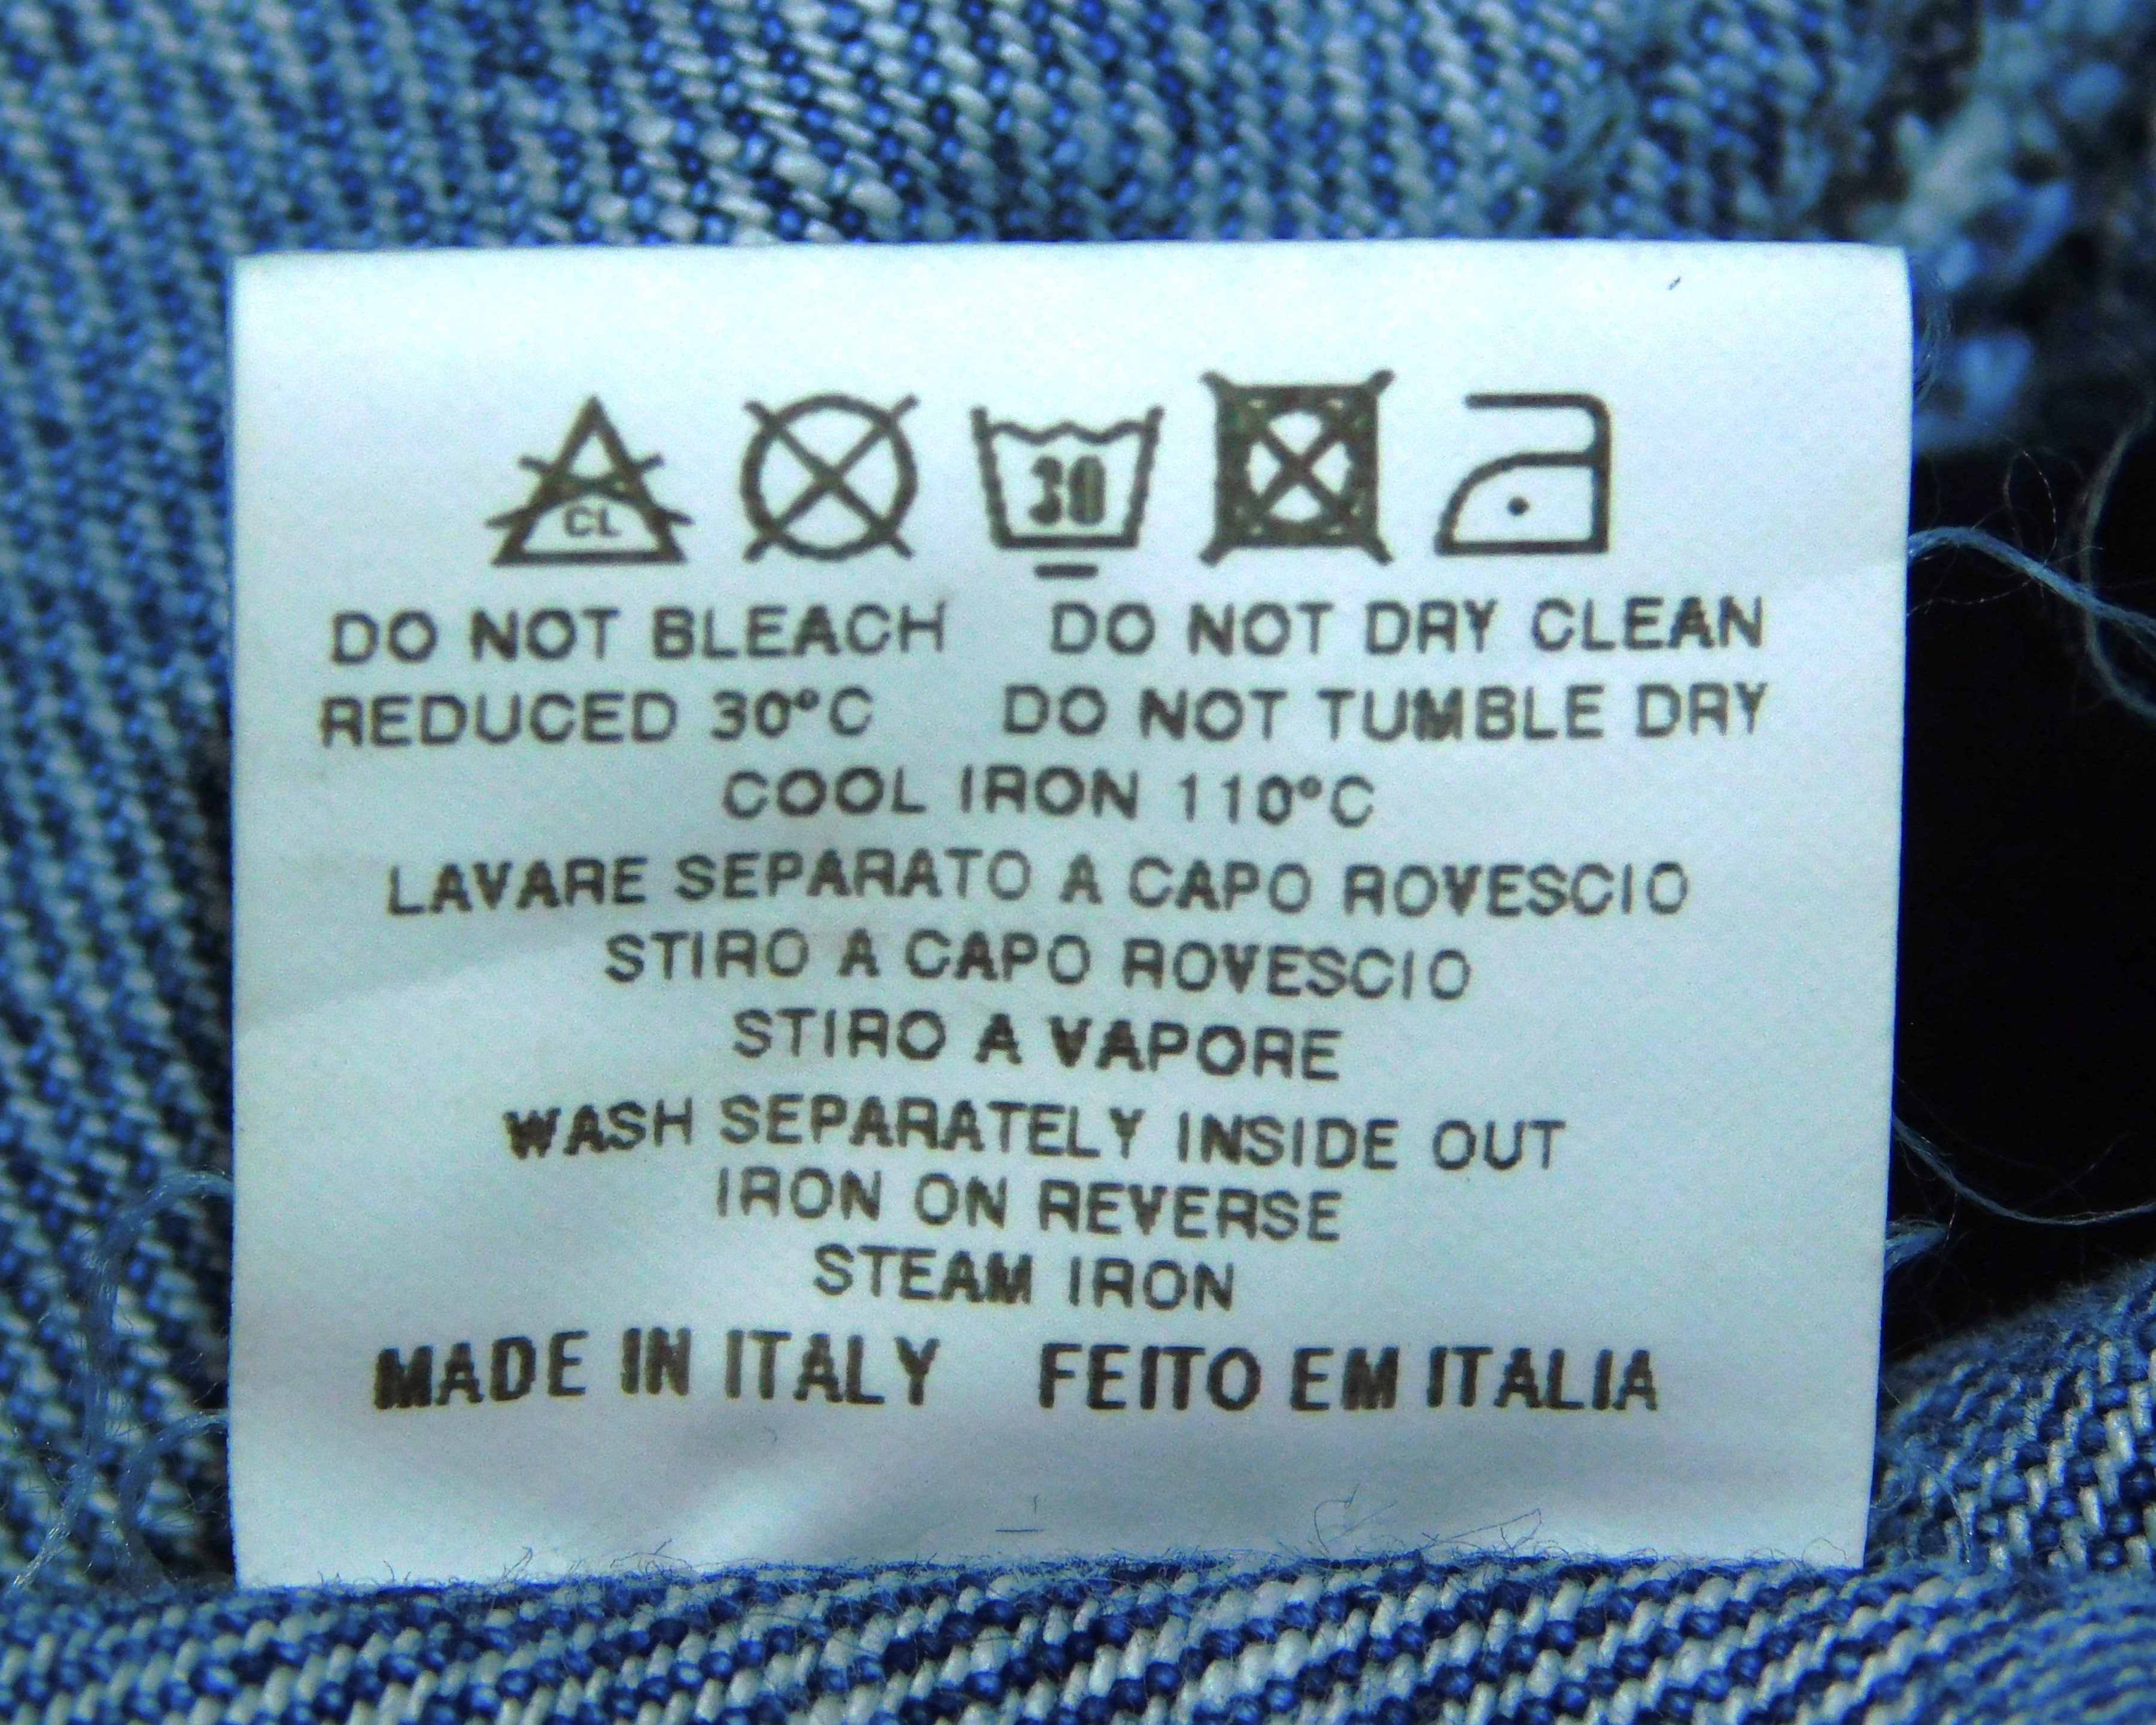 CL 30
DO NOT BLEACH DO NOT DRY CLEAN
REDUCED 30°C DO NOT TUMBLE DRY
COOL IRON 110°C
LAVARE SEPARATO A CAPO ROVESCIO
STIRO A CAPO ROVESCIO
STIRO A VAPORE
WASH SEPARATELY INSIDE OUT
IRON ON REVERSE
STEAM IRON
MADE IN ITALY FEITO EM ITALIA